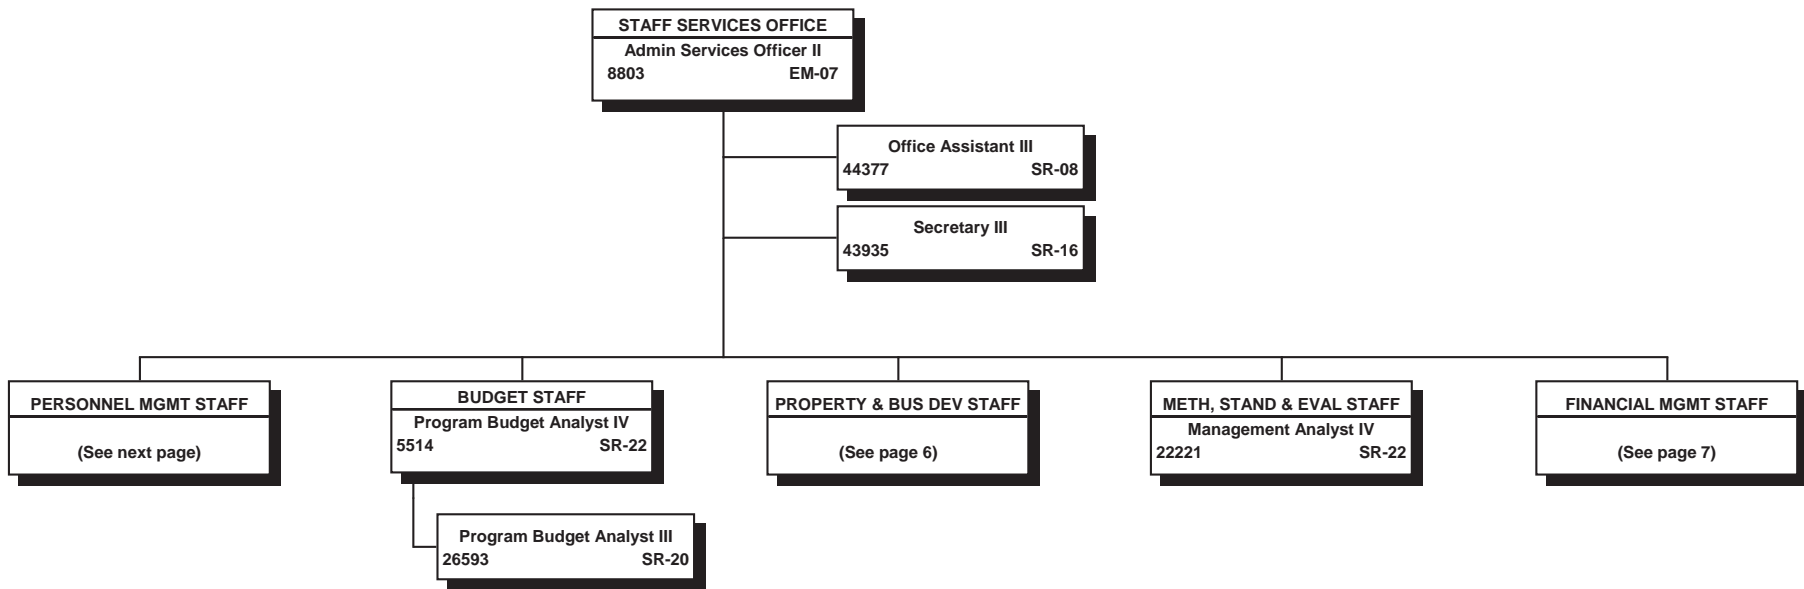 STAFF SERVICES OFFICE
Admin Services Officer II
8803 EM-07
Office Assistant III
44377 SR-08
Secretary III
43935 SR-16
PERSONNEL MGMT STAFF
(See next page)
BUDGET STAFF
Program Budget Analyst IV
5514 SR-22
Program Budget Analyst III
26593 SR-20
PROPERTY & BUS DEV STAFF
(See page 6)
METH, STAND & EVAL STAFF
Management Analyst IV
22221 SR-22
FINANCIAL MGMT STAFF
(See page 7)